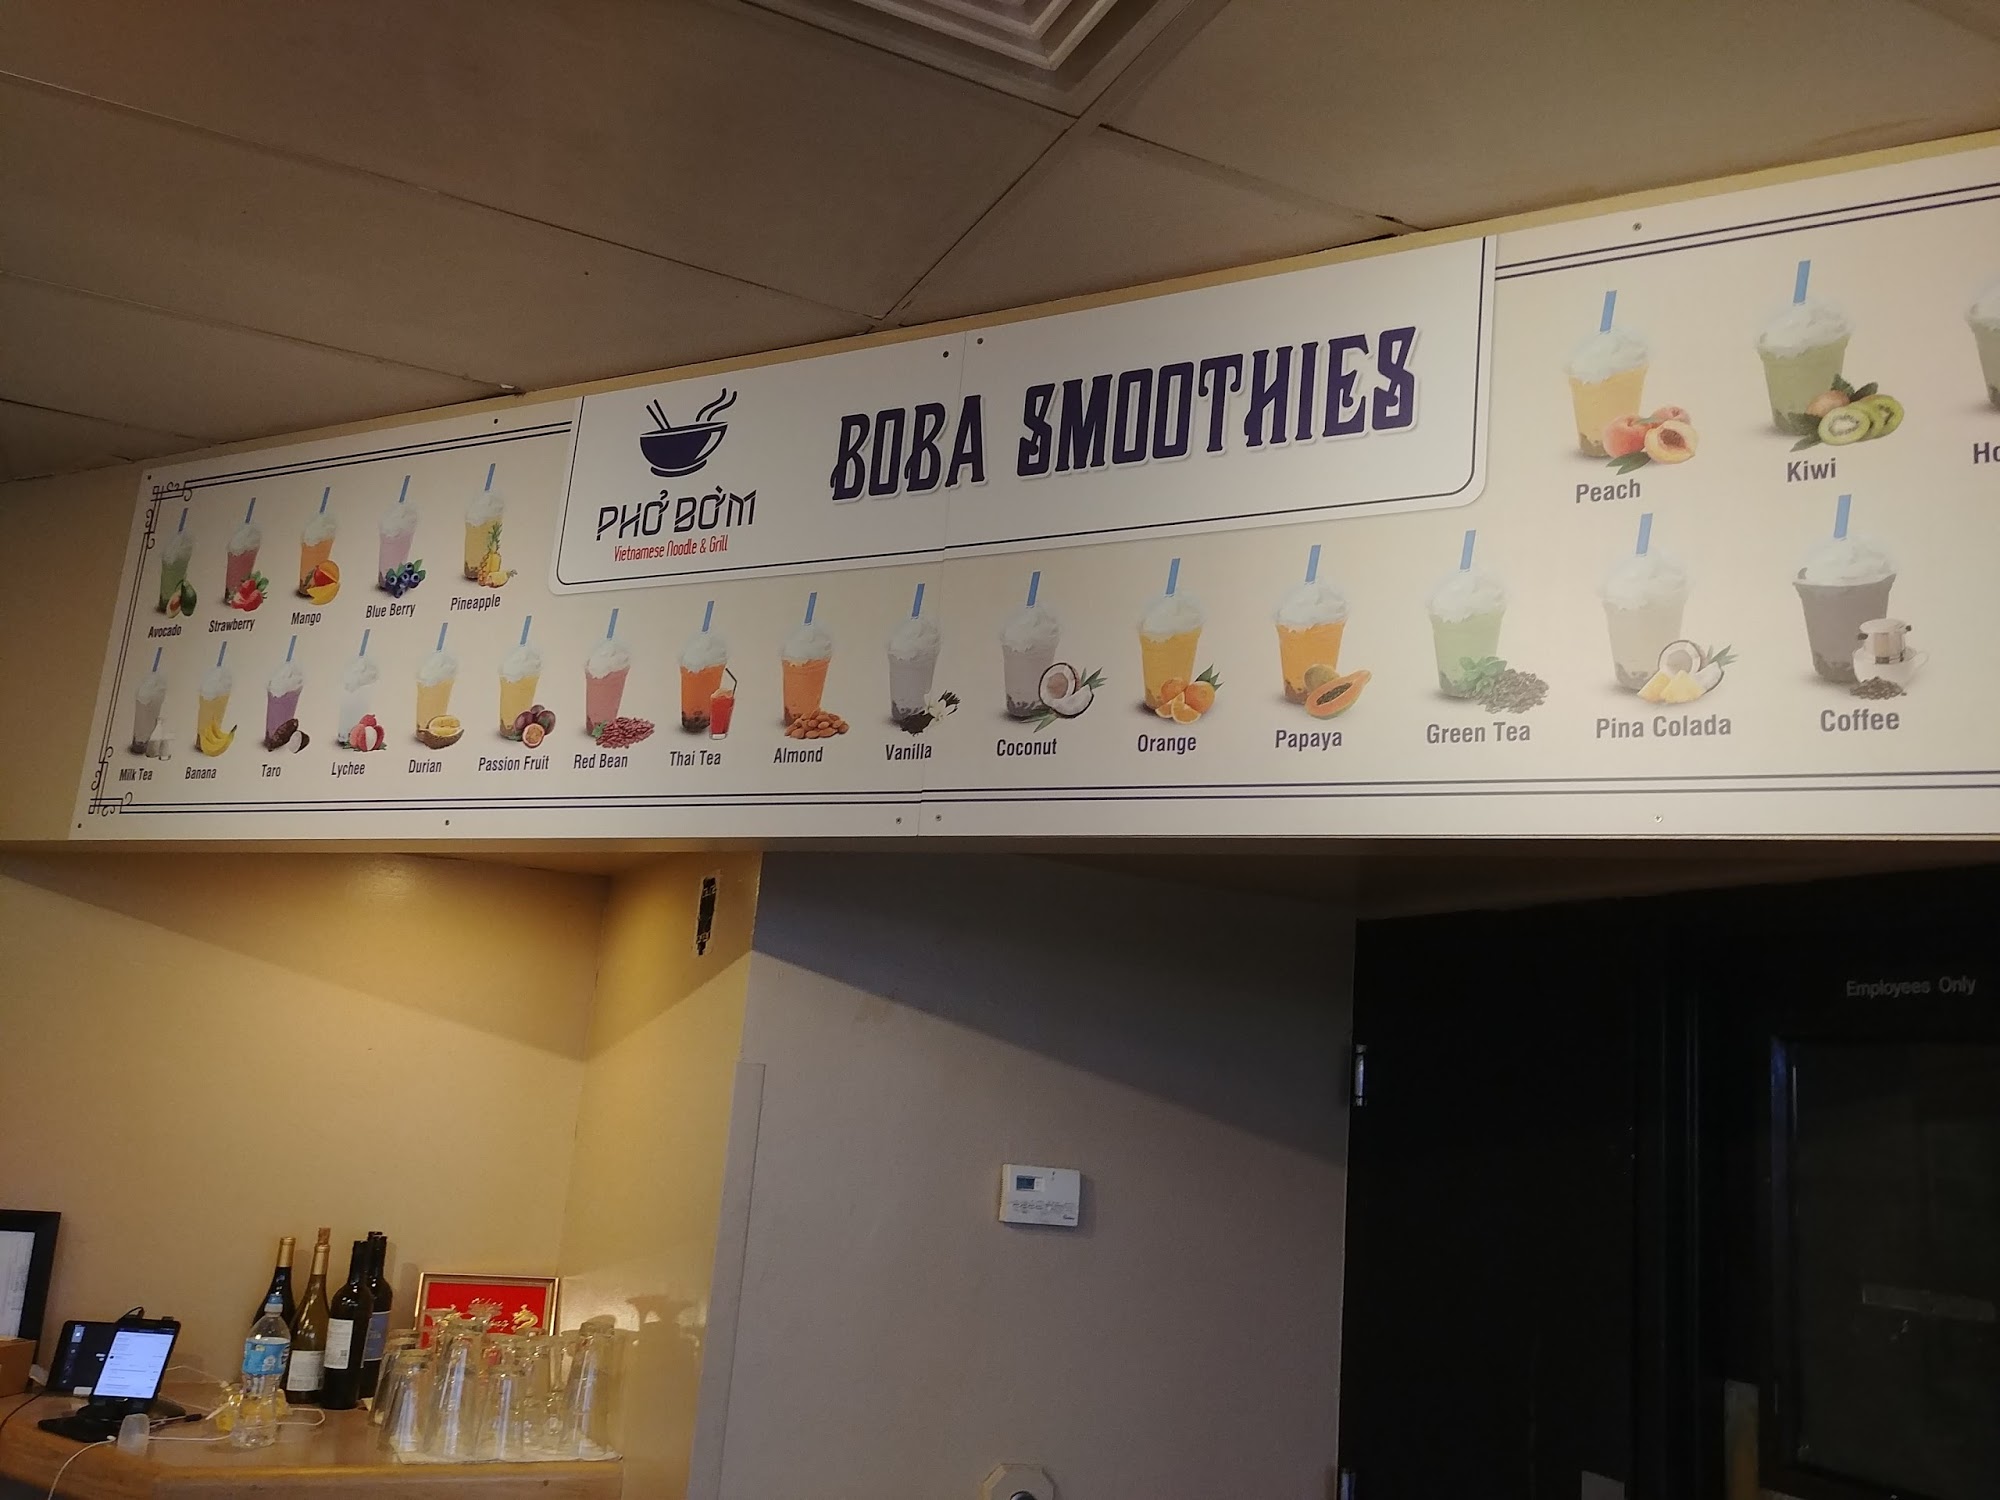 PHỞ BỜM
Vietnamese Noodle & Grill
BOBA SMOOTHIES
Avocado
Strawberry
Mango
Blue Berry
Pineapple
Peach
Kiwi
Milk Tea
Banana
Taro
Lychee
Durian
Passion Fruit
Red Bean
Thai Tea
Almond
Vanilla
Coconut
Orange
Papaya
Green Tea
Pina Colada
Coffee
Employees Only